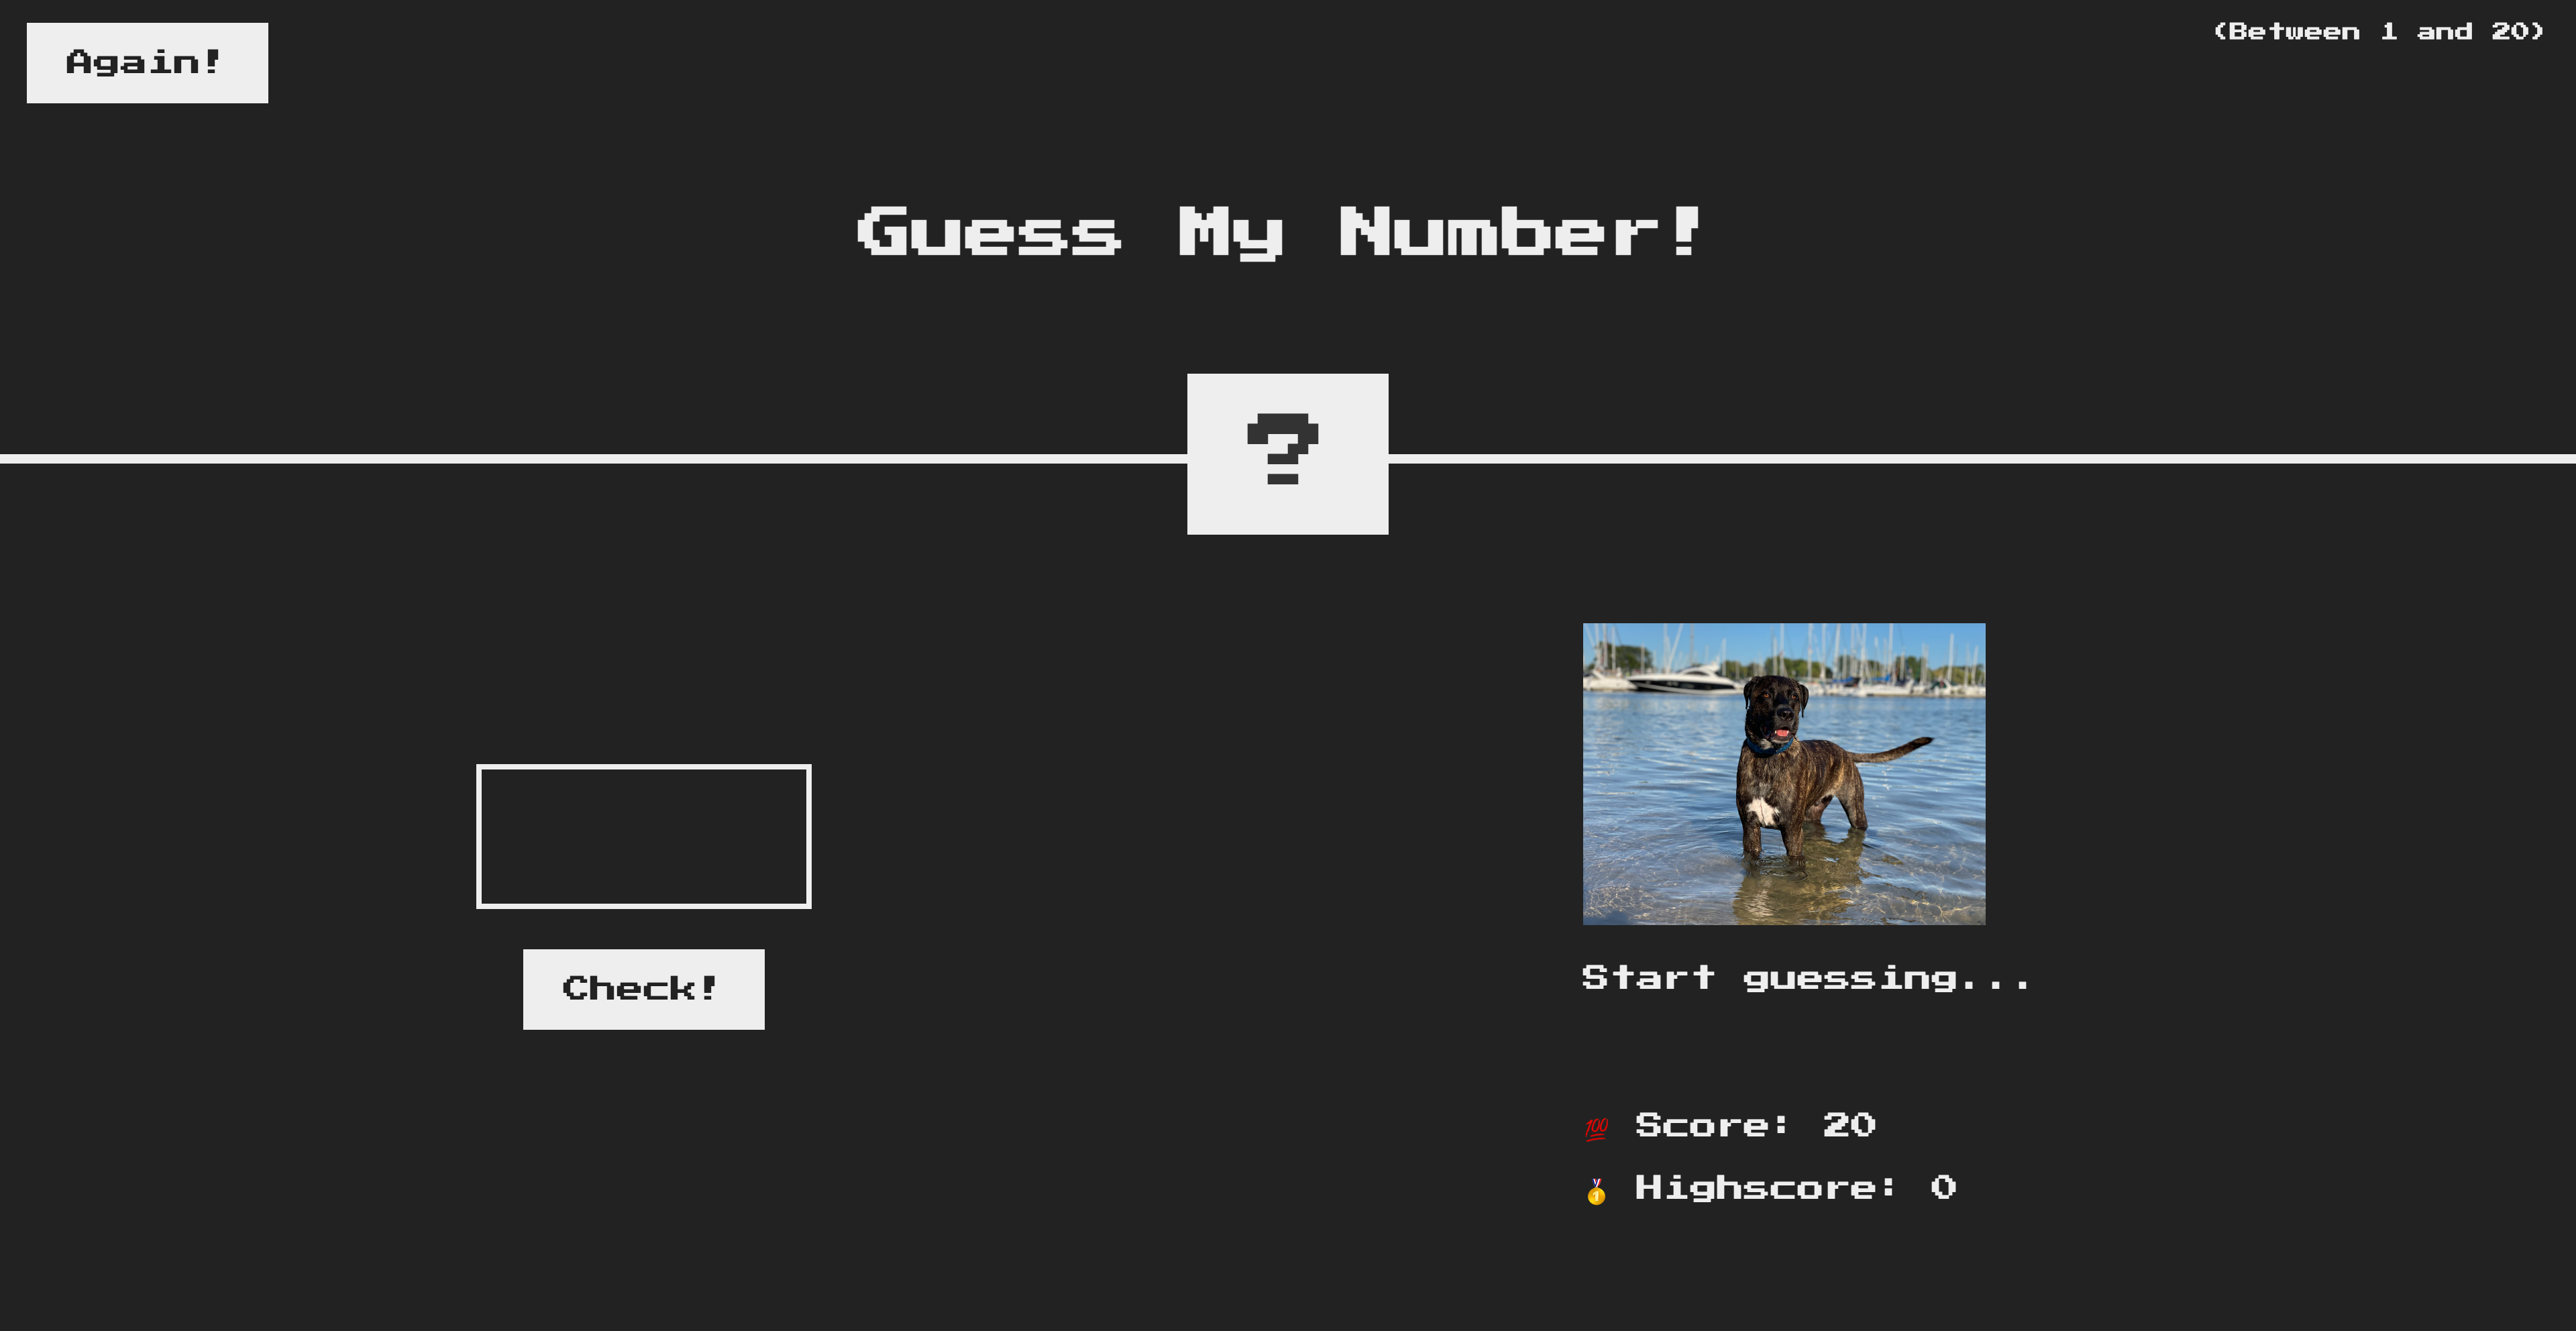 Again!
(Between 1 and 20)
Guess My Number!
?
Check!
Start guessing...
💯 Score: 20
🥇 Highscore: 0